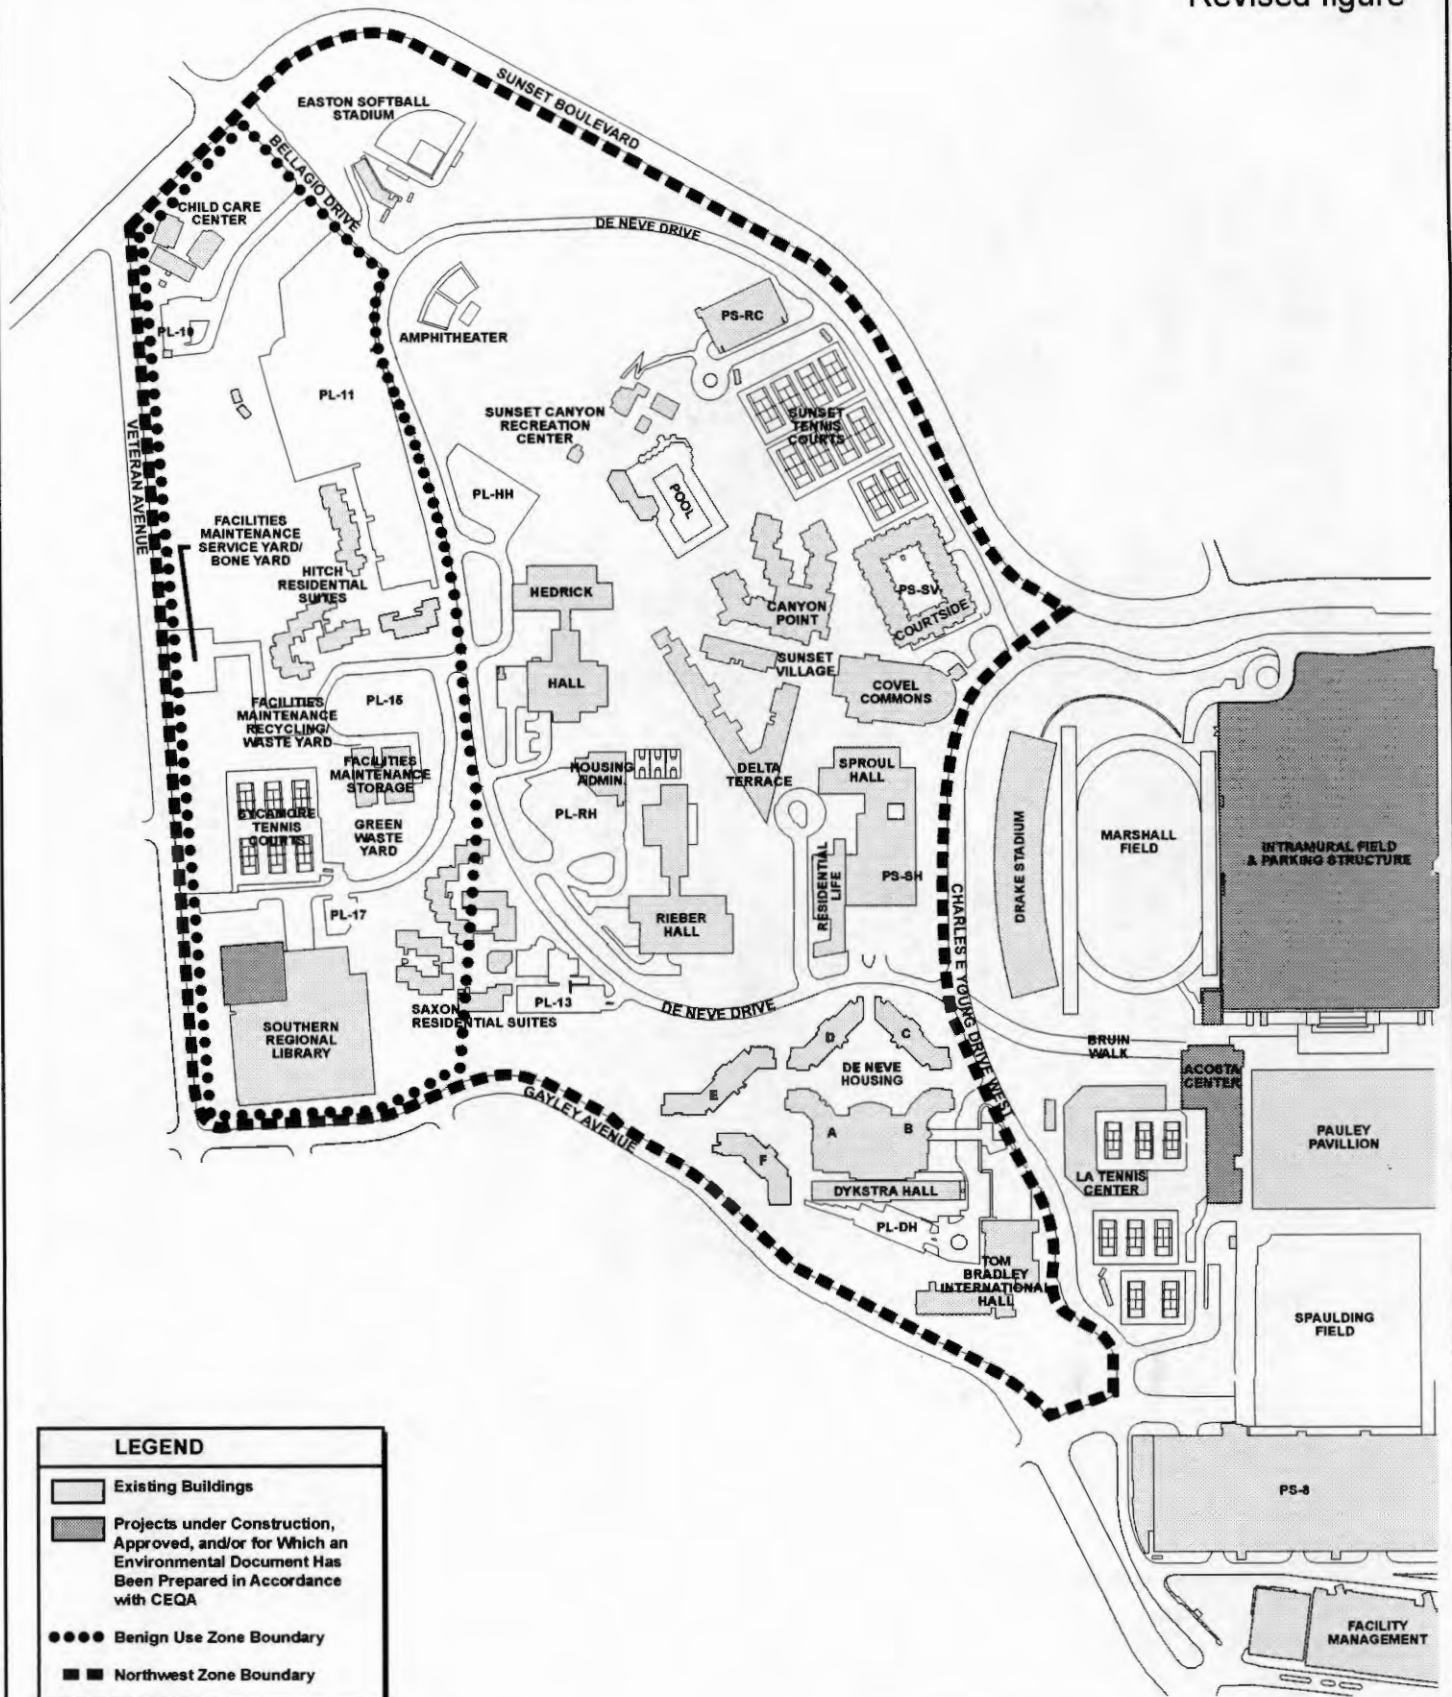 Revised figure
SUNSET BOULEVARD
EASTON SOFTBALL
STADIUM
BELLAGIO DRIVE
CHILD CARE
CENTER
DE NEVE DRIVE
PL-10
AMPHITHEATER
PS-RC
PL-11
SUNSET CANYON
RECREATION
CENTER
SUNSET
TENNIS
COURTS
VETERAN AVENUE
PL-HH
POOL
FACILITIES
MAINTENANCE
SERVICE YARD/
BONE YARD
HITCH
RESIDENTIAL
SUITES
HEDRICK
HALL
CANYON
POINT
PS-SV
COURTSIDE
SUNSET
VILLAGE
COVEL
COMMONS
FACILITIES
MAINTENANCE
RECYCLING/
WASTE YARD
PL-15
FACILITIES
MAINTENANCE
STORAGE
HOUSING
ADMIN.
DELTA
TERRACE
SPROUL
HALL
SYCAMORE
TENNIS
COURTS
GREEN
WASTE
YARD
PL-RH
RESIDENTIAL
LIFE
PS-SH
DRAKE STADIUM
MARSHALL
FIELD
INTRAMURAL FIELD
& PARKING STRUCTURE
PL-17
RIEBER
HALL
CHARLES E YOUNG DRIVE WEST
SAXON
RESIDENTIAL SUITES
PL-13
DE NEVE DRIVE
SOUTHERN
REGIONAL
LIBRARY
D
C
DE NEVE
HOUSING
BRUIN
WALK
ACOSTA
CENTER
GAYLEY AVENUE
E
A
B
F
PAULEY
PAVILLION
LA TENNIS
CENTER
DYKSTRA HALL
PL-DH
TOM
BRADLEY
INTERNATIONAL
HALL
SPAULDING
FIELD
PS-8
FACILITY
MANAGEMENT
LEGEND
Existing Buildings
Projects under Construction,
Approved, and/or for Which an
Environmental Document Has
Been Prepared in Accordance
with CEQA
Benign Use Zone Boundary
Northwest Zone Boundary